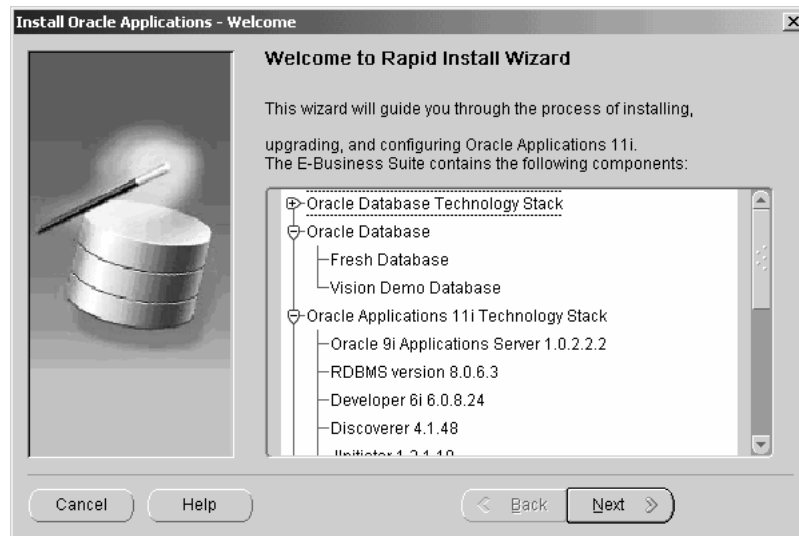 Install Oracle Applications - Welcome
Welcome to Rapid Install Wizard
This wizard will guide you through the process of installing,
upgrading, and configuring Oracle Applications 11i.
The E-Business Suite contains the following components:
Oracle Database Technology Stack
Oracle Database
Fresh Database
Vision Demo Database
Oracle Applications 11i Technology Stack
Oracle 9i Applications Server 1.0.2.2.2
RDBMS version 8.0.6.3
Developer 6i 6.0.8.24
Discoverer 4.1.48
Cancel Help Back Next